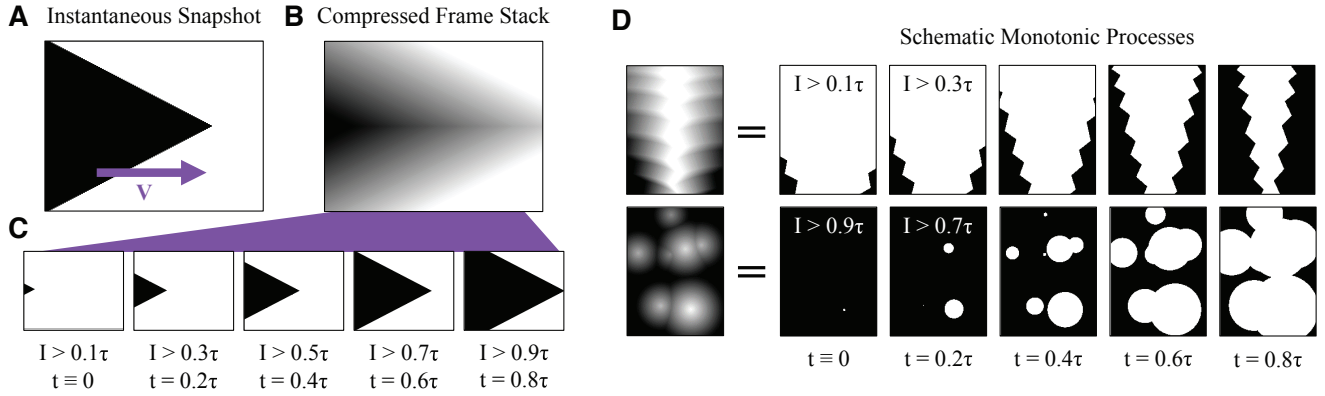 A Instantaneous Snapshot
B Compressed Frame Stack
V
C
I > 0.1τ I > 0.3τ I > 0.5τ I > 0.7τ I > 0.9τ
t ≡ 0 t = 0.2τ t = 0.4τ t = 0.6τ t = 0.8τ
D
Schematic Monotonic Processes
= I > 0.1τ I > 0.3τ
= I > 0.9τ I > 0.7τ
t ≡ 0 t = 0.2τ t = 0.4τ t = 0.6τ t = 0.8τ